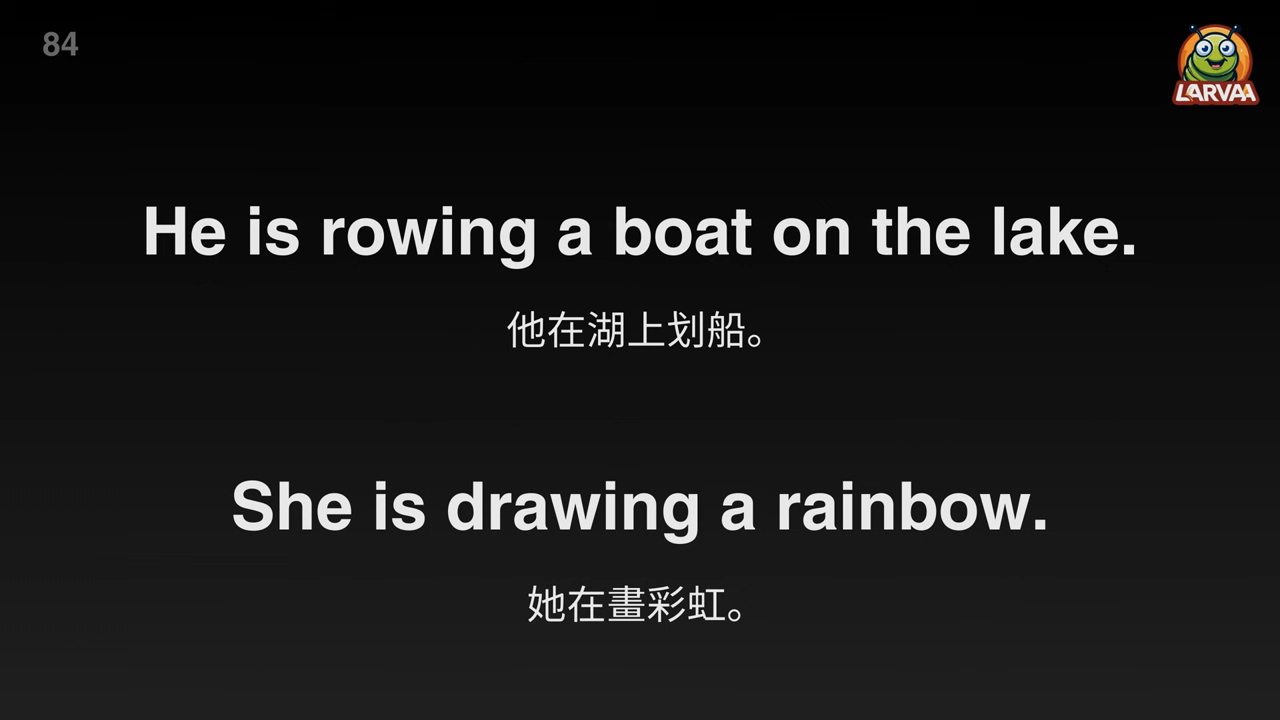 84
LARVAA
He is rowing a boat on the lake.
他在湖上划船。
She is drawing a rainbow.
她在畫彩虹。